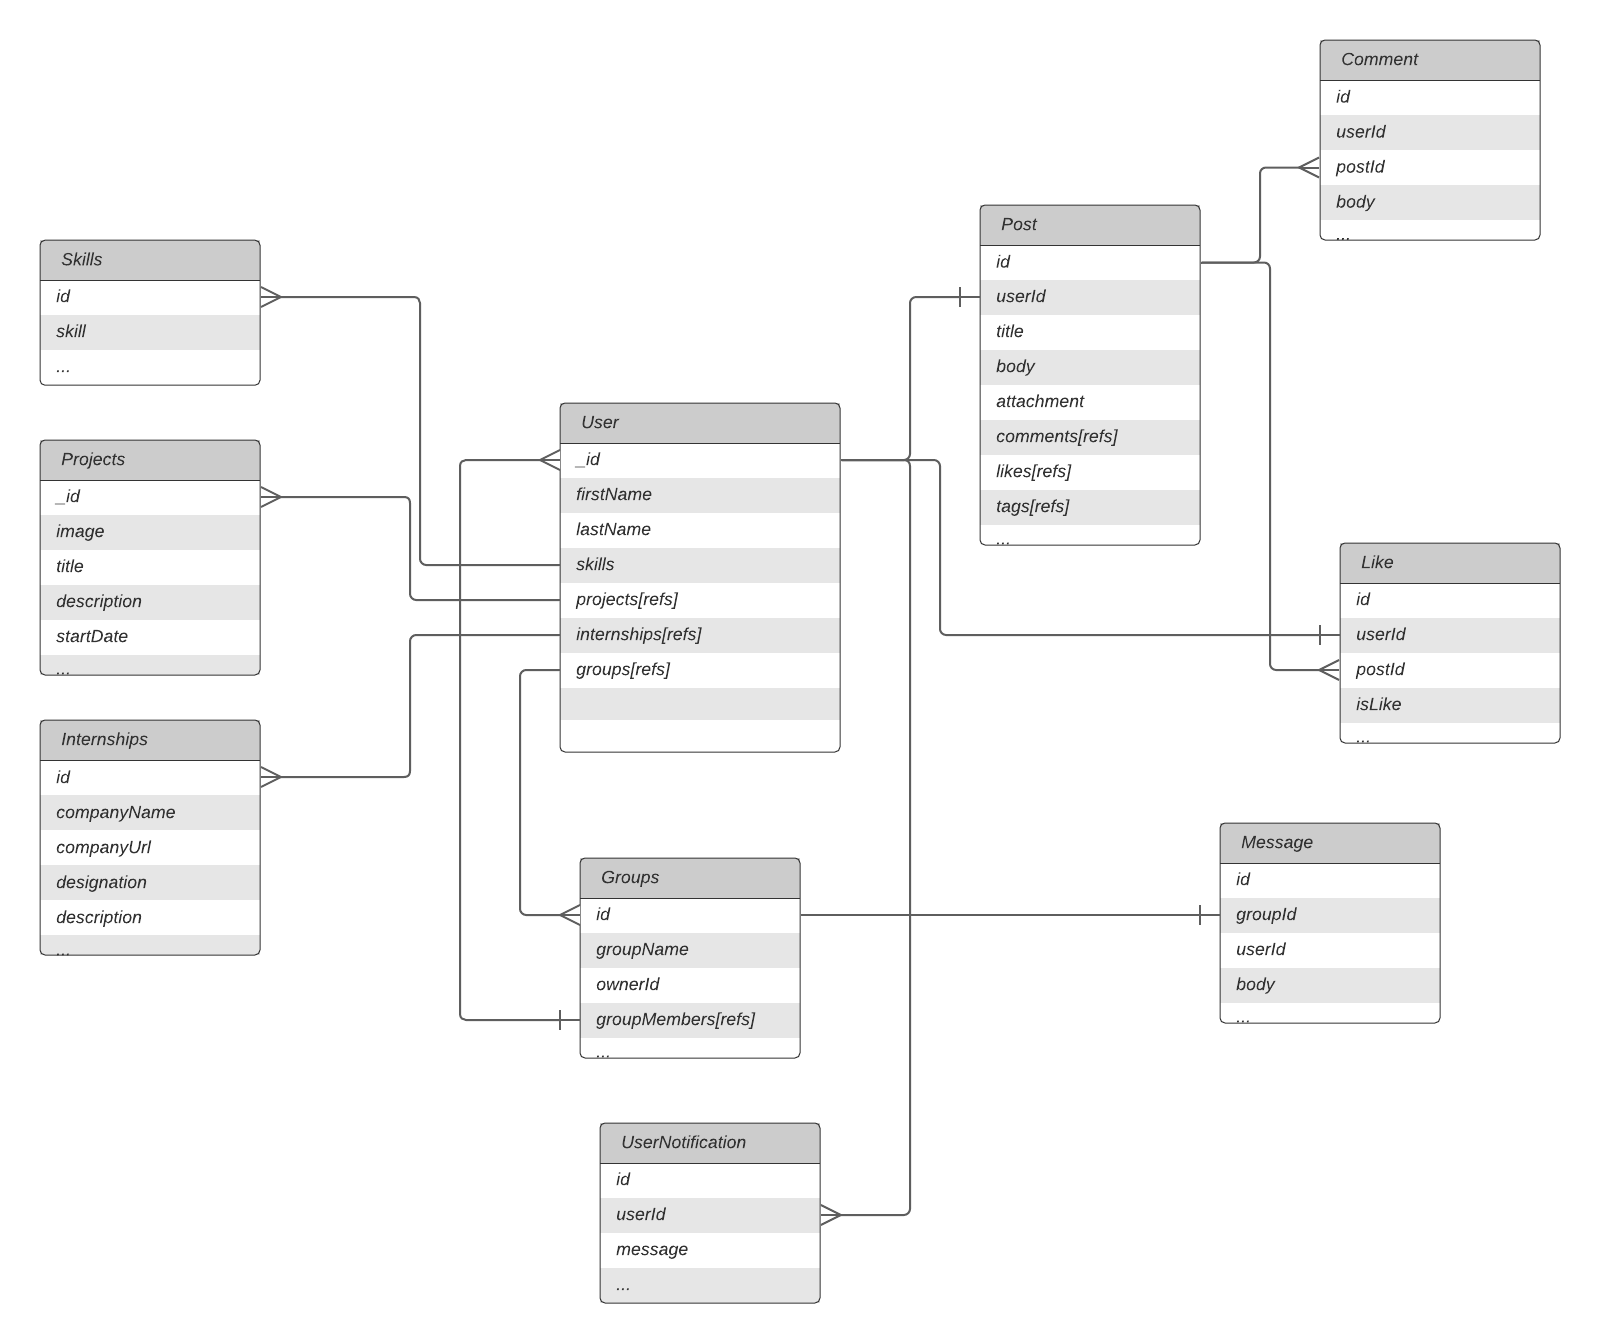 Comment
id
userId
postId
body
...
Post
id
userId
title
body
attachment
comments[refs]
likes[refs]
tags[refs]
...
Skills
id
skill
...
User
_id
firstName
lastName
skills
projects[refs]
internships[refs]
groups[refs]
Projects
_id
image
title
description
startDate
...
Like
id
userId
postId
isLike
...
Internships
id
companyName
companyUrl
designation
description
...
Groups
id
groupName
ownerId
groupMembers[refs]
...
Message
id
groupId
userId
body
...
UserNotification
id
userId
message
...